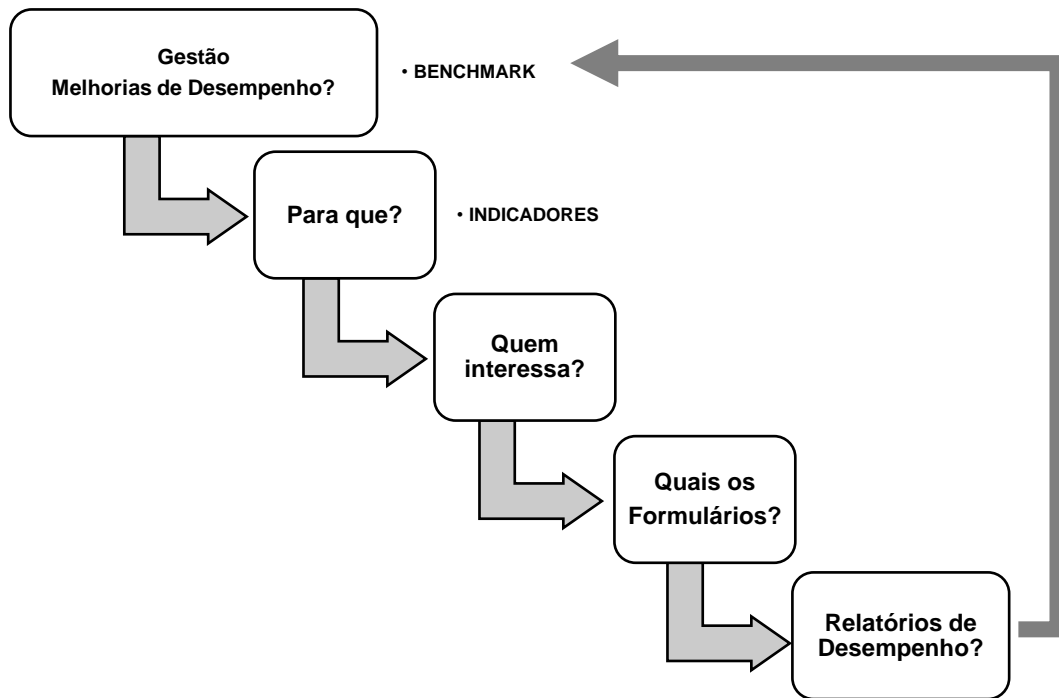 Gestão
Melhorias de Desempenho?
• BENCHMARK
Para que?
• INDICADORES
Quem
interessa?
Quais os
Formulários?
Relatórios de
Desempenho?